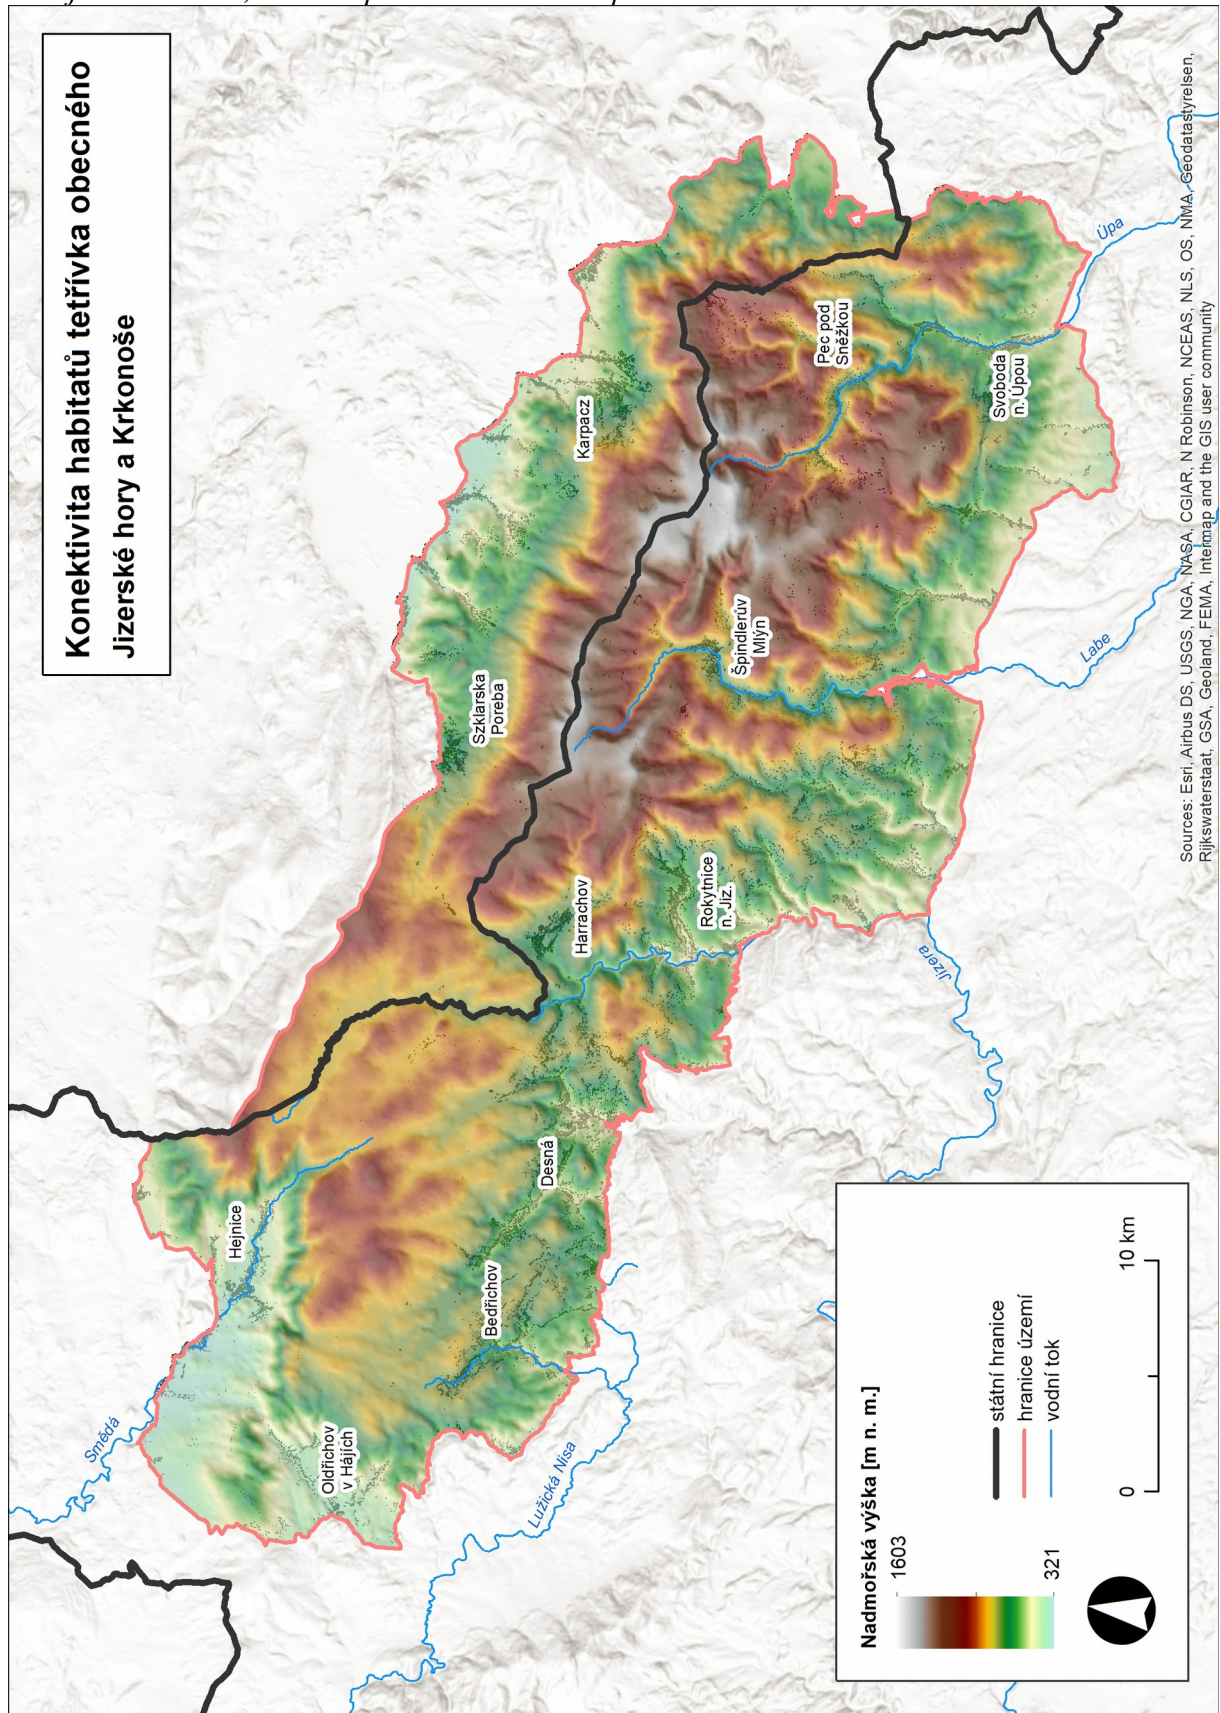 Konektivita habitatů tetřívka obecného
Jizerské hory a Krkonoše
Smědá
Hejnice
Oldřichov
v Hájích
Bedřichov
Desná
Lužická Nisa
Szklarska
Poreba
Karpacz
Harrachov
Rokytnice
n. Jiz.
Špindlerův
Mlýn
Pec pod
Sněžkou
Svoboda
n. Úpou
Jizera
Labe
Úpa
Nadmořská výška [m n. m.]
1603
321
státní hranice
hranice území
vodní tok
0
10 km
Sources: Esri, Airbus DS, USGS, NGA, NASA, CGIAR, N Robinson, NCEAS, NLS, OS, NMA, Geodatastyrelsen,
Rijkswaterstaat, GSA, Geoland, FEMA, Intermap and the GIS user community